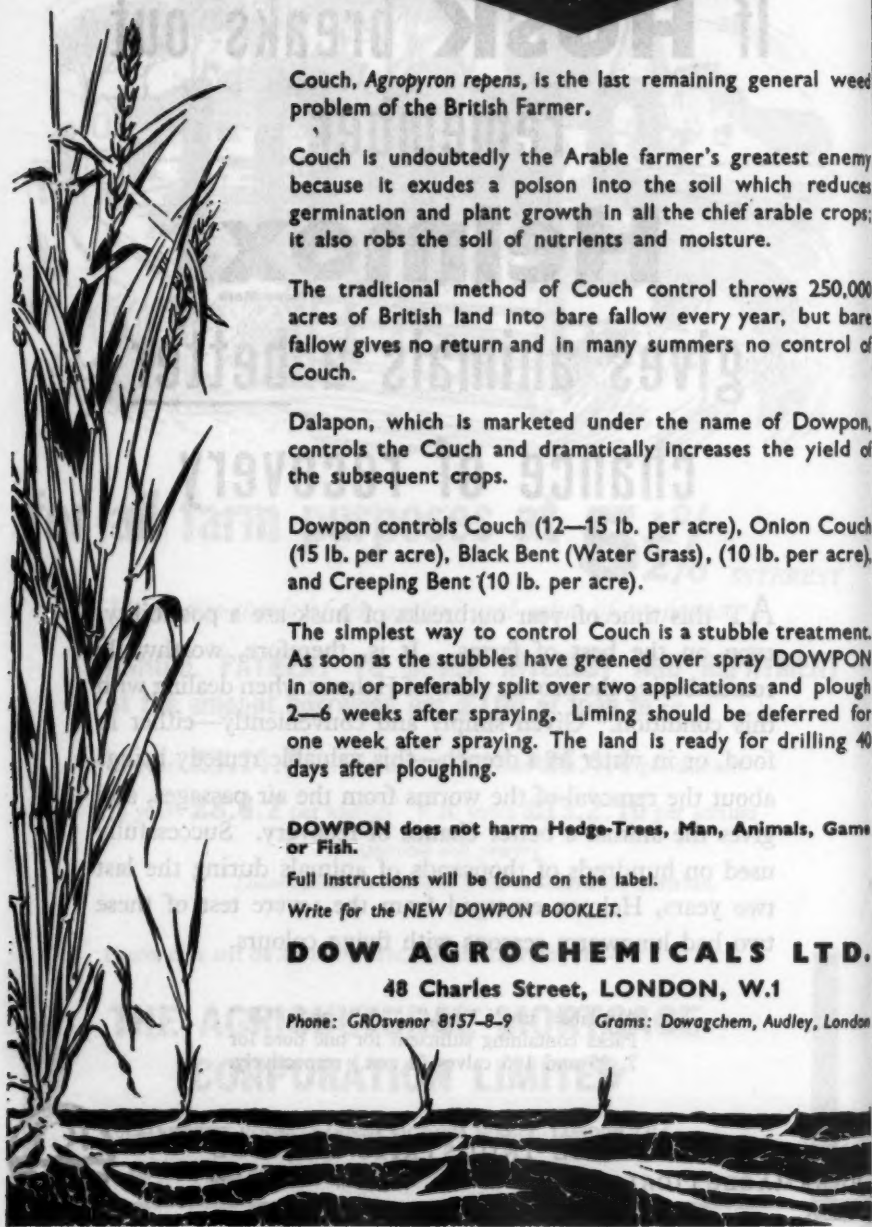 Couch, Agropyron repens, is the last remaining general weed
problem of the British Farmer.
Couch is undoubtedly the Arable farmer's greatest enemy
because it exudes a poison into the soil which reduces
germination and plant growth in all the chief arable crops;
it also robs the soil of nutrients and moisture.
The traditional method of Couch control throws 250,000
acres of British land into bare fallow every year, but bare
fallow gives no return and in many summers no control of
Couch.
Dalapon, which is marketed under the name of Dowpon,
controls the Couch and dramatically increases the yield of
the subsequent crops.
Dowpon controls Couch (12—15 lb. per acre), Onion Couch
(15 lb. per acre), Black Bent (Water Grass), (10 lb. per acre),
and Creeping Bent (10 lb. per acre).
The simplest way to control Couch is a stubble treatment.
As soon as the stubbles have greened over spray DOWPON
in one, or preferably split over two applications and plough
2—6 weeks after spraying. Liming should be deferred for
one week after spraying. The land is ready for drilling 40
days after ploughing.
DOWPON does not harm Hedge-Trees, Man, Animals, Game
or Fish.
Full instructions will be found on the label.
Write for the NEW DOWPON BOOKLET.
DOW AGROCHEMICALS LTD.
48 Charles Street, LONDON, W.1
Phone: GROsvenor 8157-8-9 Grams: Dowagchem, Audley, London